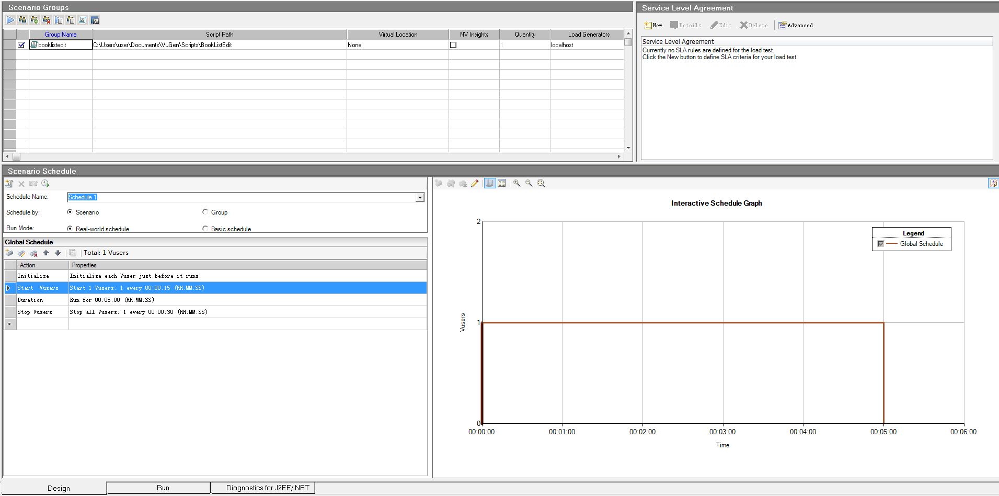 Scenario Groups
Group Name Script Path Virtual Location NV Insights Quantity Load Generators
booklistedit C:\Users\user\Documents\VuGen\Scripts\BookListEdit None 1 localhost
Service Level Agreement
New Details Edit Delete Advanced
Service Level Agreement
Currently no SLA rules are defined for the load test.
Click the New button to define SLA criteria for your load test.
Scenario Schedule
Schedule Name: Schedule 1
Schedule by: Scenario Group
Run Mode: Real-world schedule Basic schedule
Global Schedule
Total: 1 Vusers
Action Properties
Initialize Initialize each Vuser just before it runs
Start Vusers Start 1 Vusers: 1 every 00:00:15 (HH:MM:SS)
Duration Run for 00:05:00 (HH:MM:SS)
Stop Vusers Stop all Vusers: 1 every 00:00:30 (HH:MM:SS)
*
Interactive Schedule Graph
2
Legend
Global Schedule
Vusers
1
0
00:00:00 00:01:00 00:02:00 00:03:00 00:04:00 00:05:00 00:06:00
Time
Design Run Diagnostics for J2EE/.NET